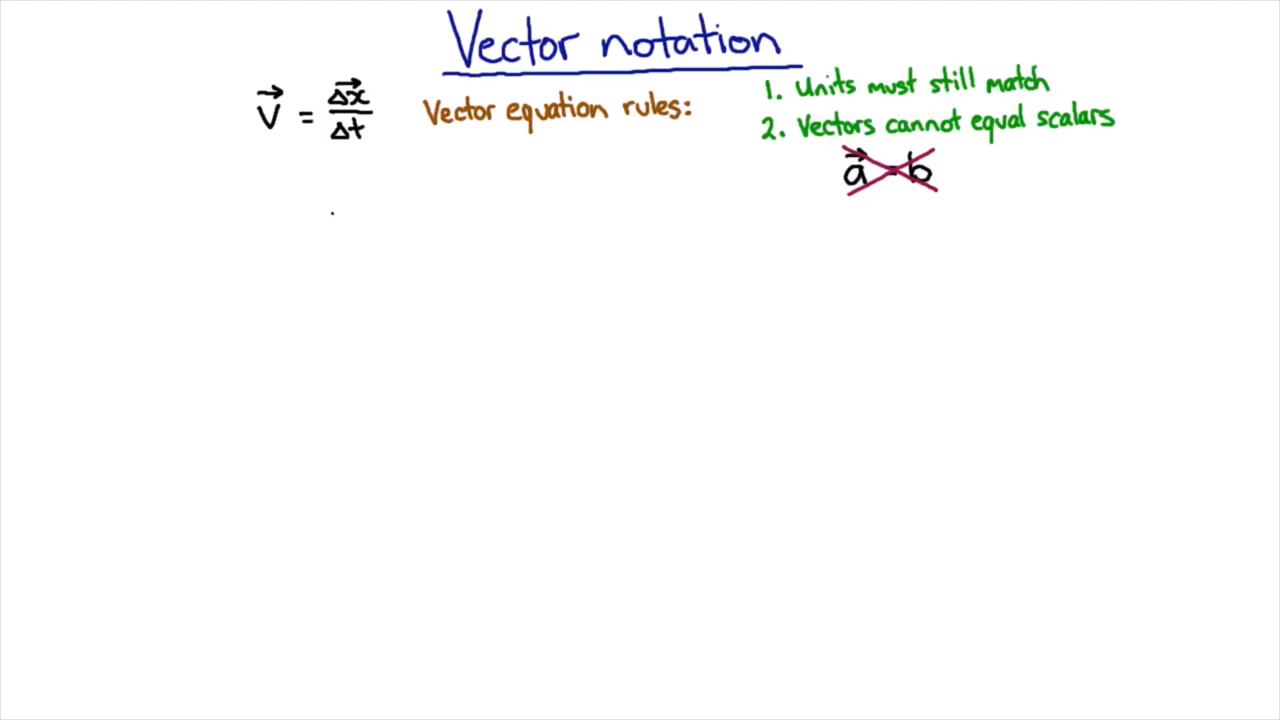 Vector notation
v⃗ = Δx⃗/Δt
Vector equation rules:
1. Units must still match
2. Vectors cannot equal scalars
a⃗ = b